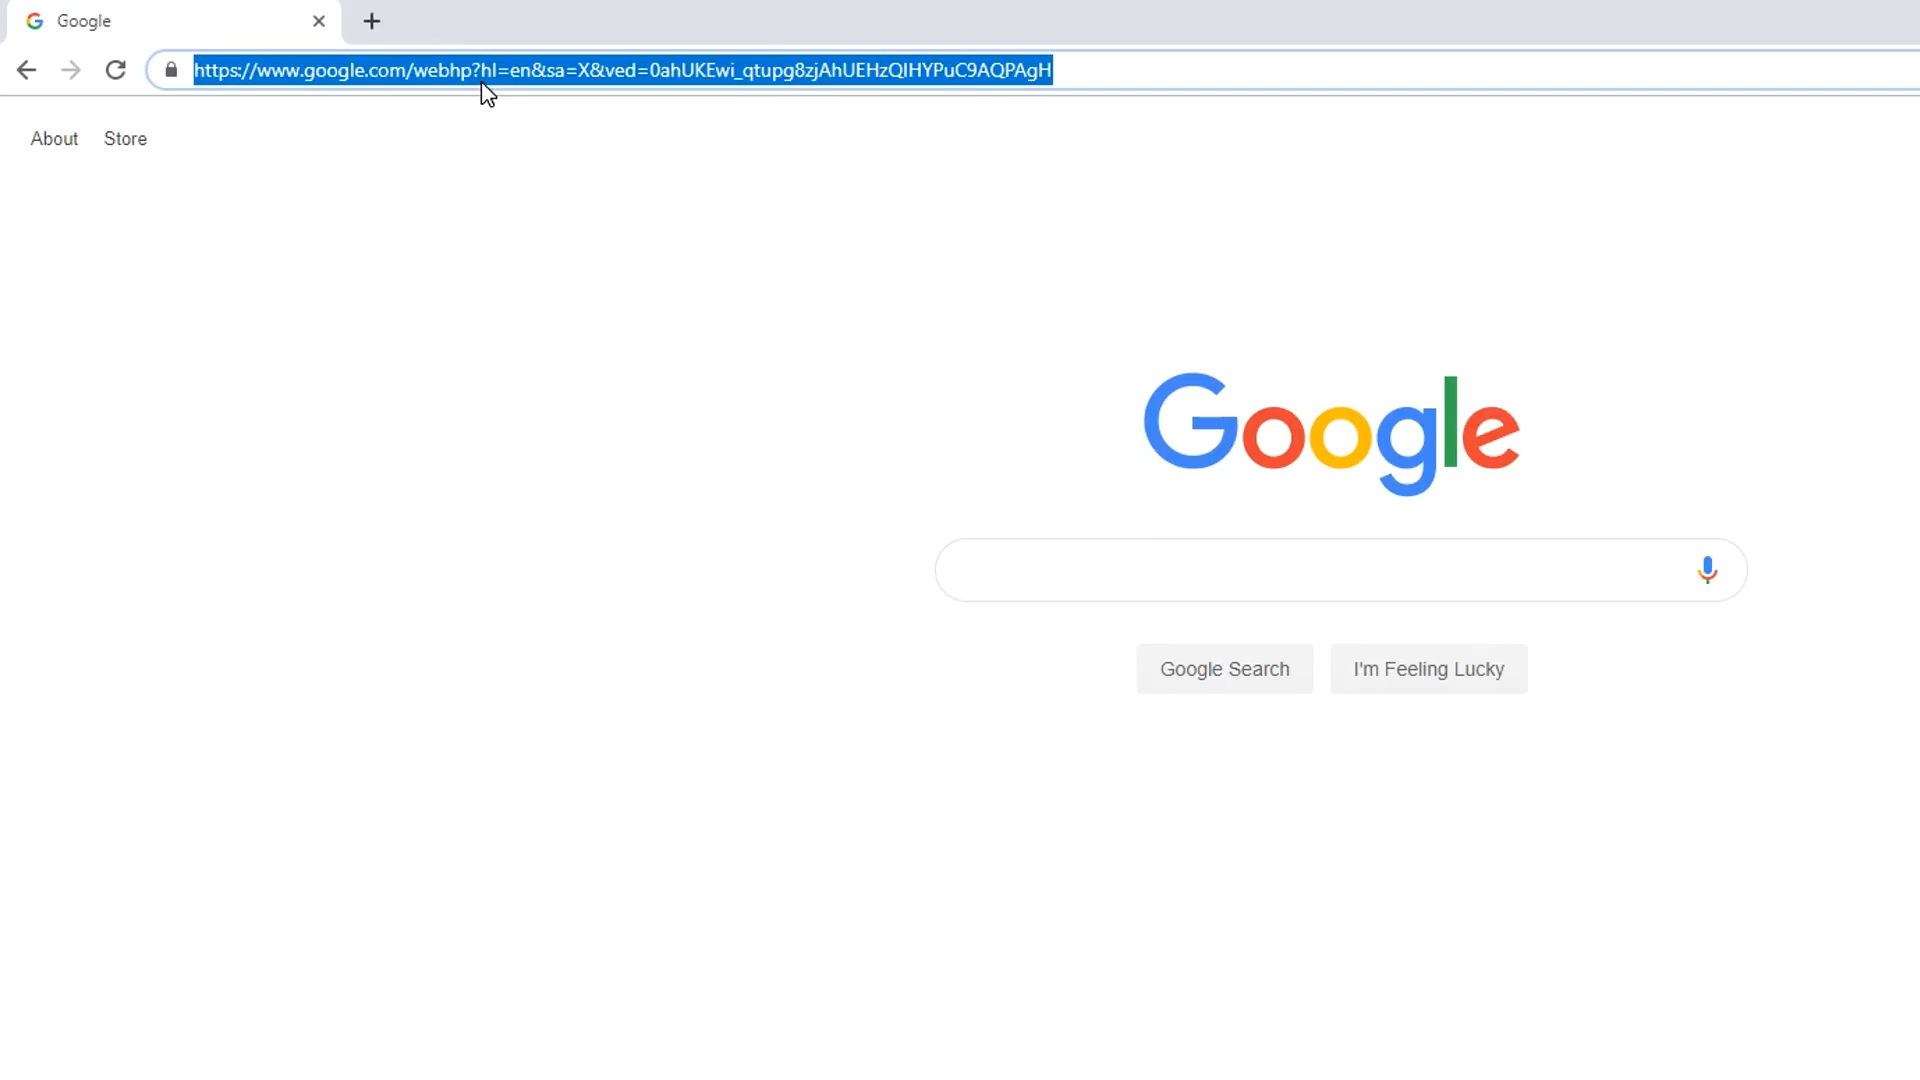 Google
https://www.google.com/webhp?hl=en&sa=X&ved=0ahUKEwi_qtupg8zjAhUEHzQIHYPuC9AQPAgH
About Store
Google
Google Search I'm Feeling Lucky